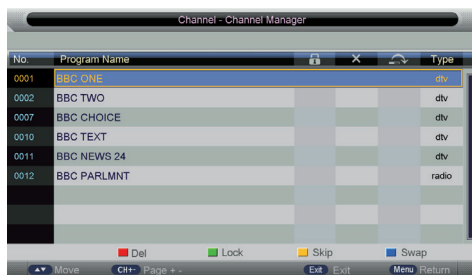 Channel - Channel Manager
No. Program Name Type
0001 BBC ONE dtv
0002 BBC TWO dtv
0007 BBC CHOICE dtv
0010 BBC TEXT dtv
0011 BBC NEWS 24 dtv
0012 BBC PARLMNT radio
Del Lock Skip Swap
Move CH+- Page + - Exit Exit Menu Return